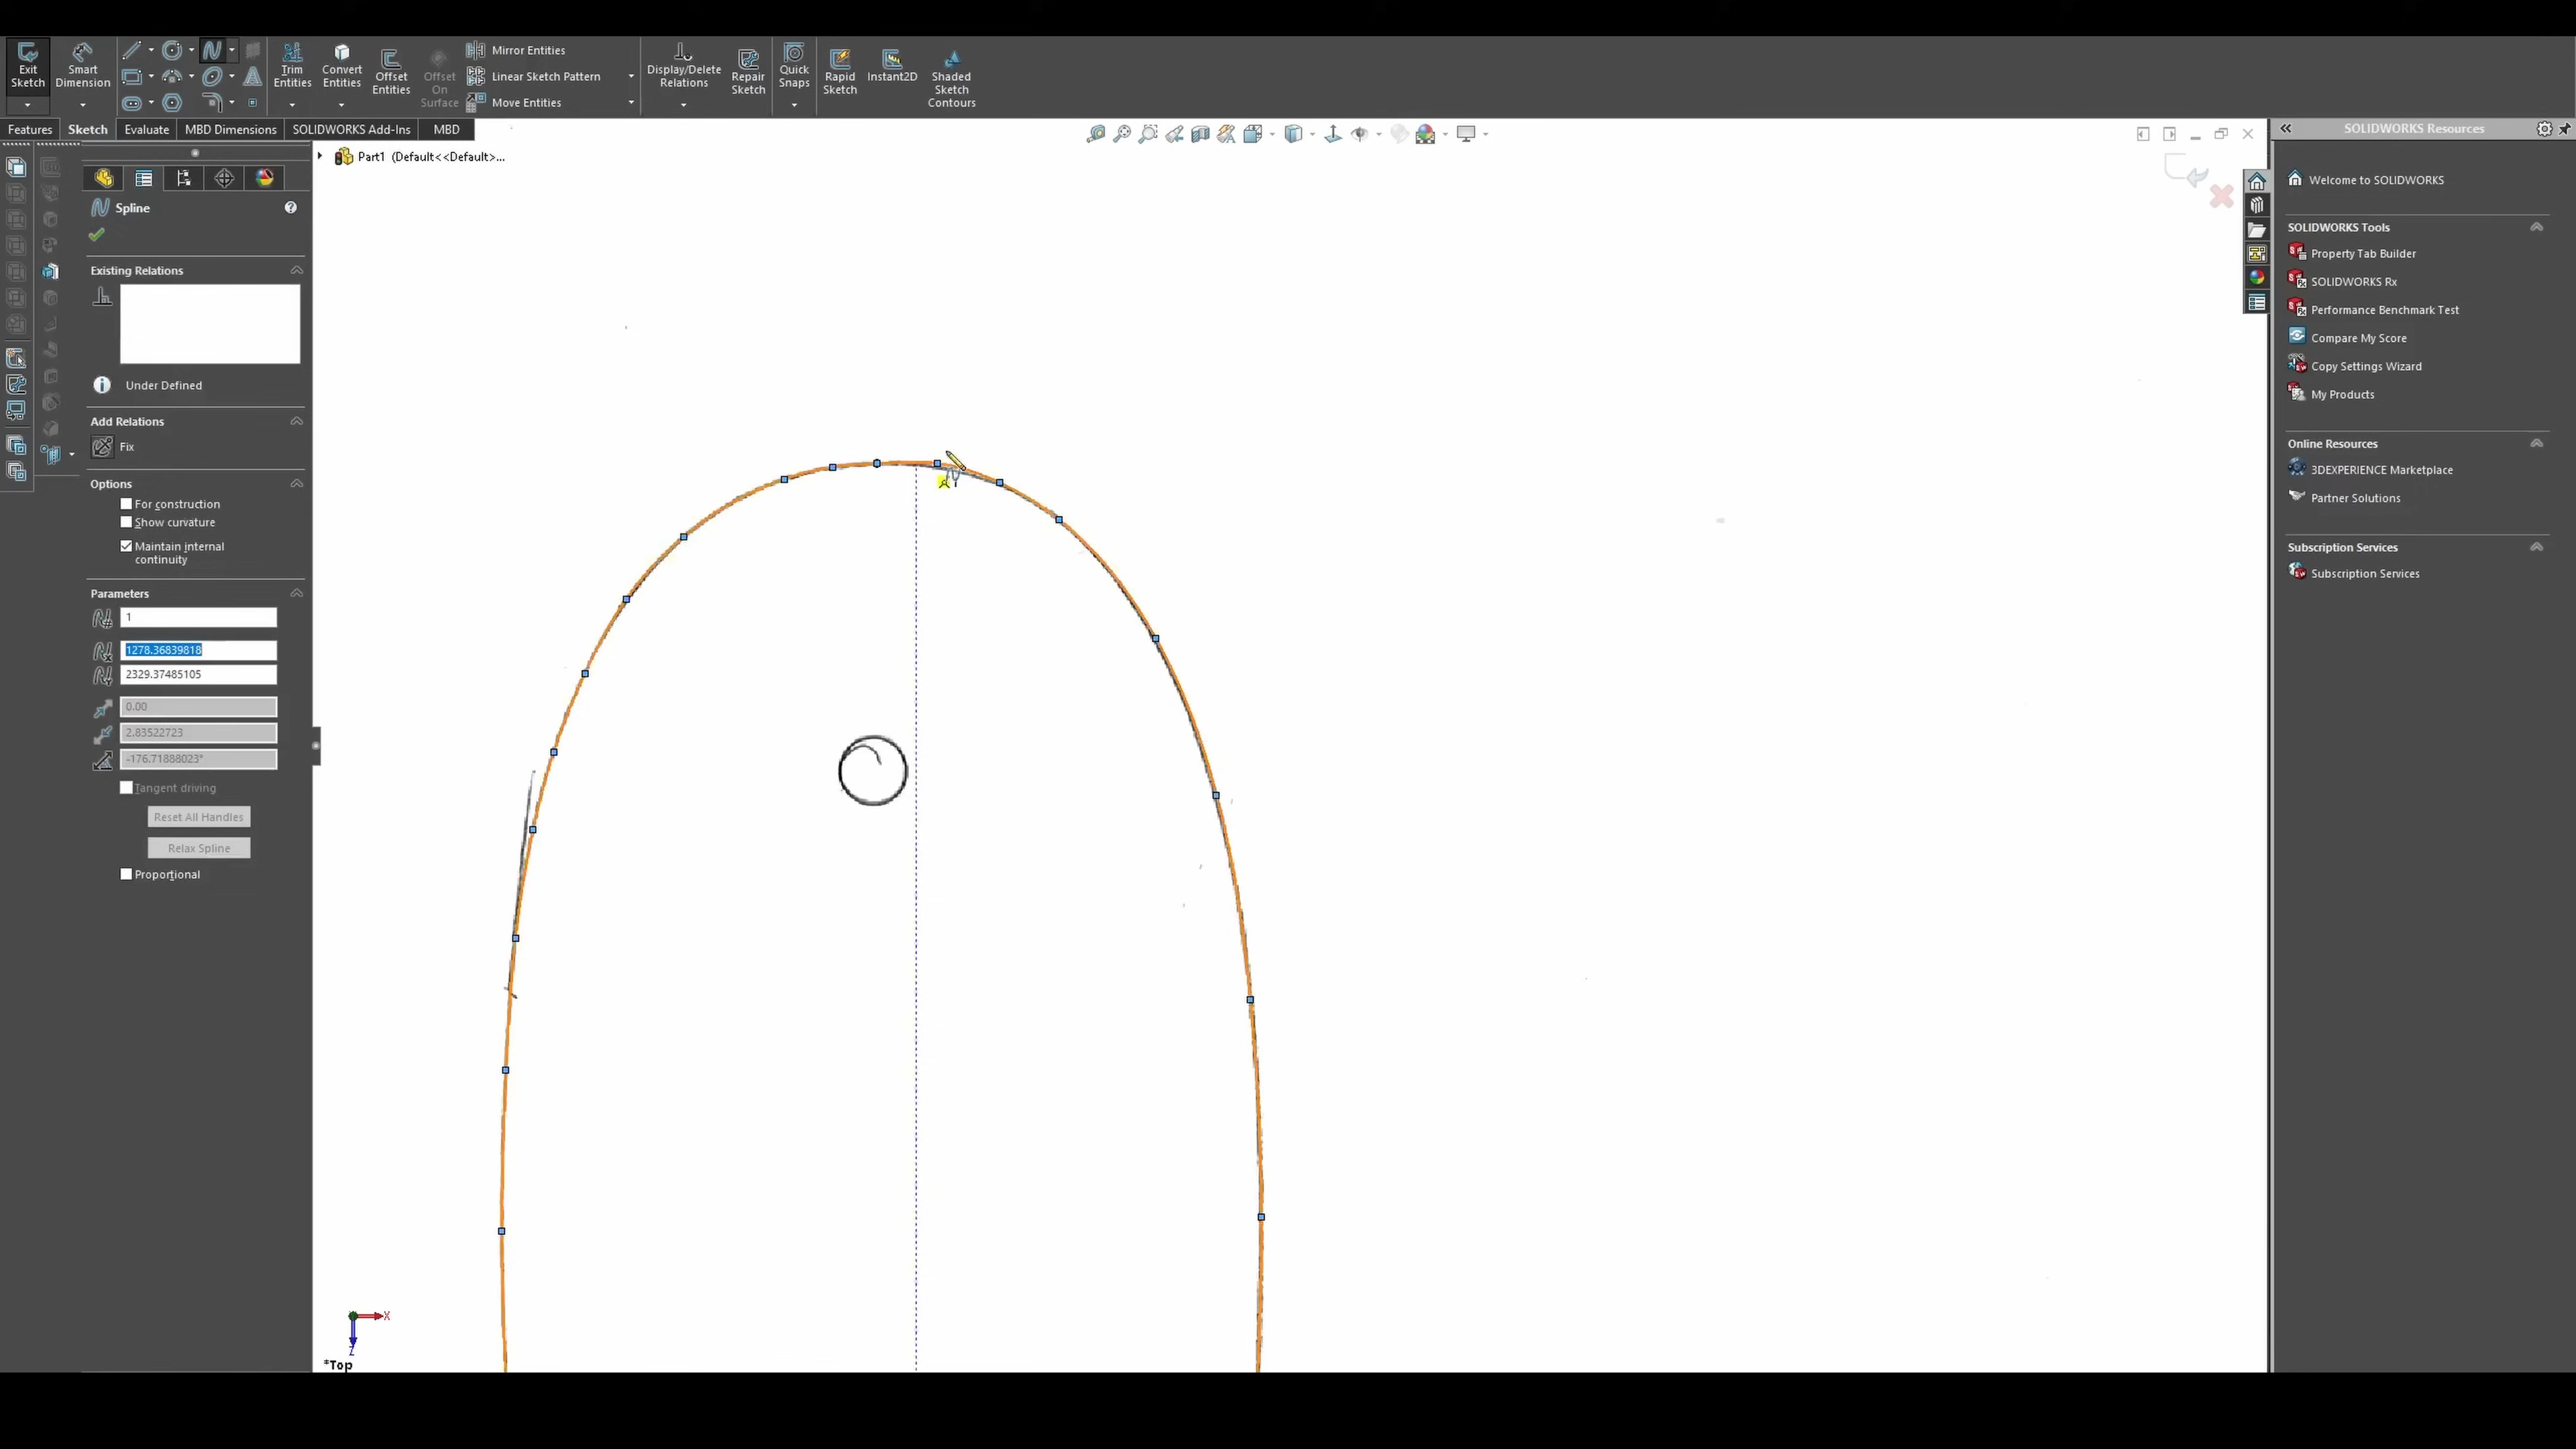 Exit Sketch
Smart Dimension
Trim Entities
Convert Entities
Offset Entities
Offset On Surface
Mirror Entities
Linear Sketch Pattern
Move Entities
Display/Delete Relations
Repair Sketch
Quick Snaps
Rapid Sketch
Instant2D
Shaded Sketch Contours
Features
Sketch
Evaluate
MBD Dimensions
SOLIDWORKS Add-Ins
MBD
Part1 (Default<<Default>...
Spline
Existing Relations
Under Defined
Add Relations
Fix
Options
For construction
Show curvature
Maintain internal
continuity
Parameters
1
1278.36839818
2329.37485105
0.00
2.83522723
-176.71888023°
Tangent driving
Reset All Handles
Relax Spline
Proportional
X
Z
*Top
SOLIDWORKS Resources
Welcome to SOLIDWORKS
SOLIDWORKS Tools
Property Tab Builder
SOLIDWORKS Rx
Performance Benchmark Test
Compare My Score
Copy Settings Wizard
My Products
Online Resources
3DEXPERIENCE Marketplace
Partner Solutions
Subscription Services
Subscription Services